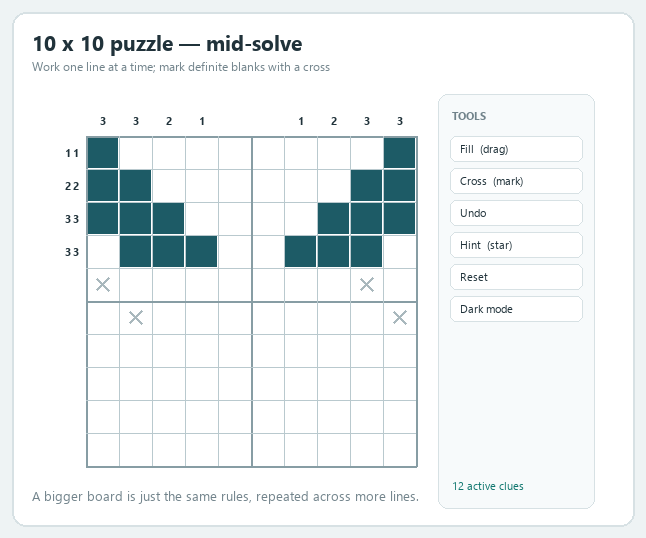 10 x 10 puzzle — mid-solve
Work one line at a time; mark definite blanks with a cross
TOOLS
3 3 2 1 1 2 3 3
1 1
Fill (drag)
2 2
Cross (mark)
3 3
Undo
3 3
Hint (star)
Reset
Dark mode
12 active clues
A bigger board is just the same rules, repeated across more lines.